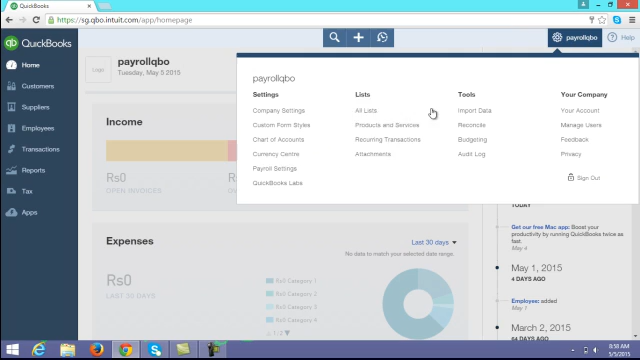 QuickBooks
https://sg.qbo.intuit.com/app/homepage
QuickBooks
payrollqbo
Help
Home
Customers
Suppliers
Employees
Transactions
Reports
Tax
Apps
Logo
payrollqbo
Tuesday, May 5 2015
payrollqbo
Settings
Company Settings
Custom Form Styles
Chart of Accounts
Currency Centre
Payroll Settings
QuickBooks Labs
Lists
All Lists
Products and Services
Recurring Transactions
Attachments
Tools
Import Data
Reconcile
Budgeting
Audit Log
Your Company
Your Account
Manage Users
Feedback
Privacy
Sign Out
Income
Rs0
OPEN INVOICES
Rs0
Expenses
Last 30 days
No data to match your selected date range.
Rs0
LAST 30 DAYS
Rs0 Category 1
Rs0 Category 2
Rs0 Category 3
Rs0 Category 4
1/2
TODAY
Get our free Mac app: Boost your
productivity by running QuickBooks twice as
fast.
May 4
May 1, 2015
4 DAYS AGO
Employee: added
May 1
March 2, 2015
64 DAYS AGO
8:58 AM
5/5/2015